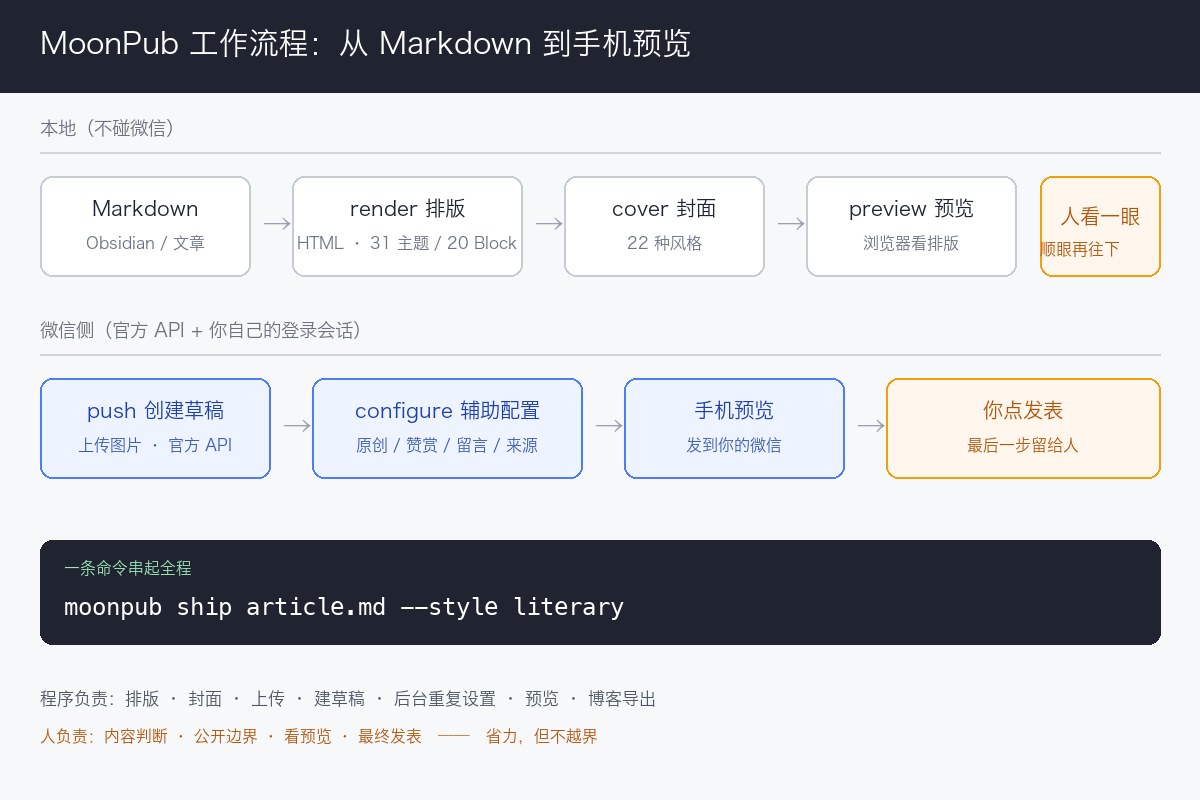 MoonPub 工作流程：从 Markdown 到手机预览
本地（不碰微信）
Markdown
Obsidian / 文章
render 排版
HTML · 31 主题 / 20 Block
cover 封面
22 种风格
preview 预览
浏览器看排版
人看一眼
顺眼再往下
微信侧（官方 API + 你自己的登录会话）
push 创建草稿
上传图片 · 官方 API
configure 辅助配置
原创 / 赞赏 / 留言 / 来源
手机预览
发到你的微信
你点发表
最后一步留给人
一条命令串起全程
moonpub ship article.md --style literary
程序负责：排版 · 封面 · 上传 · 建草稿 · 后台重复设置 · 预览 · 博客导出
人负责：内容判断 · 公开边界 · 看预览 · 最终发表 —— 省力，但不越界